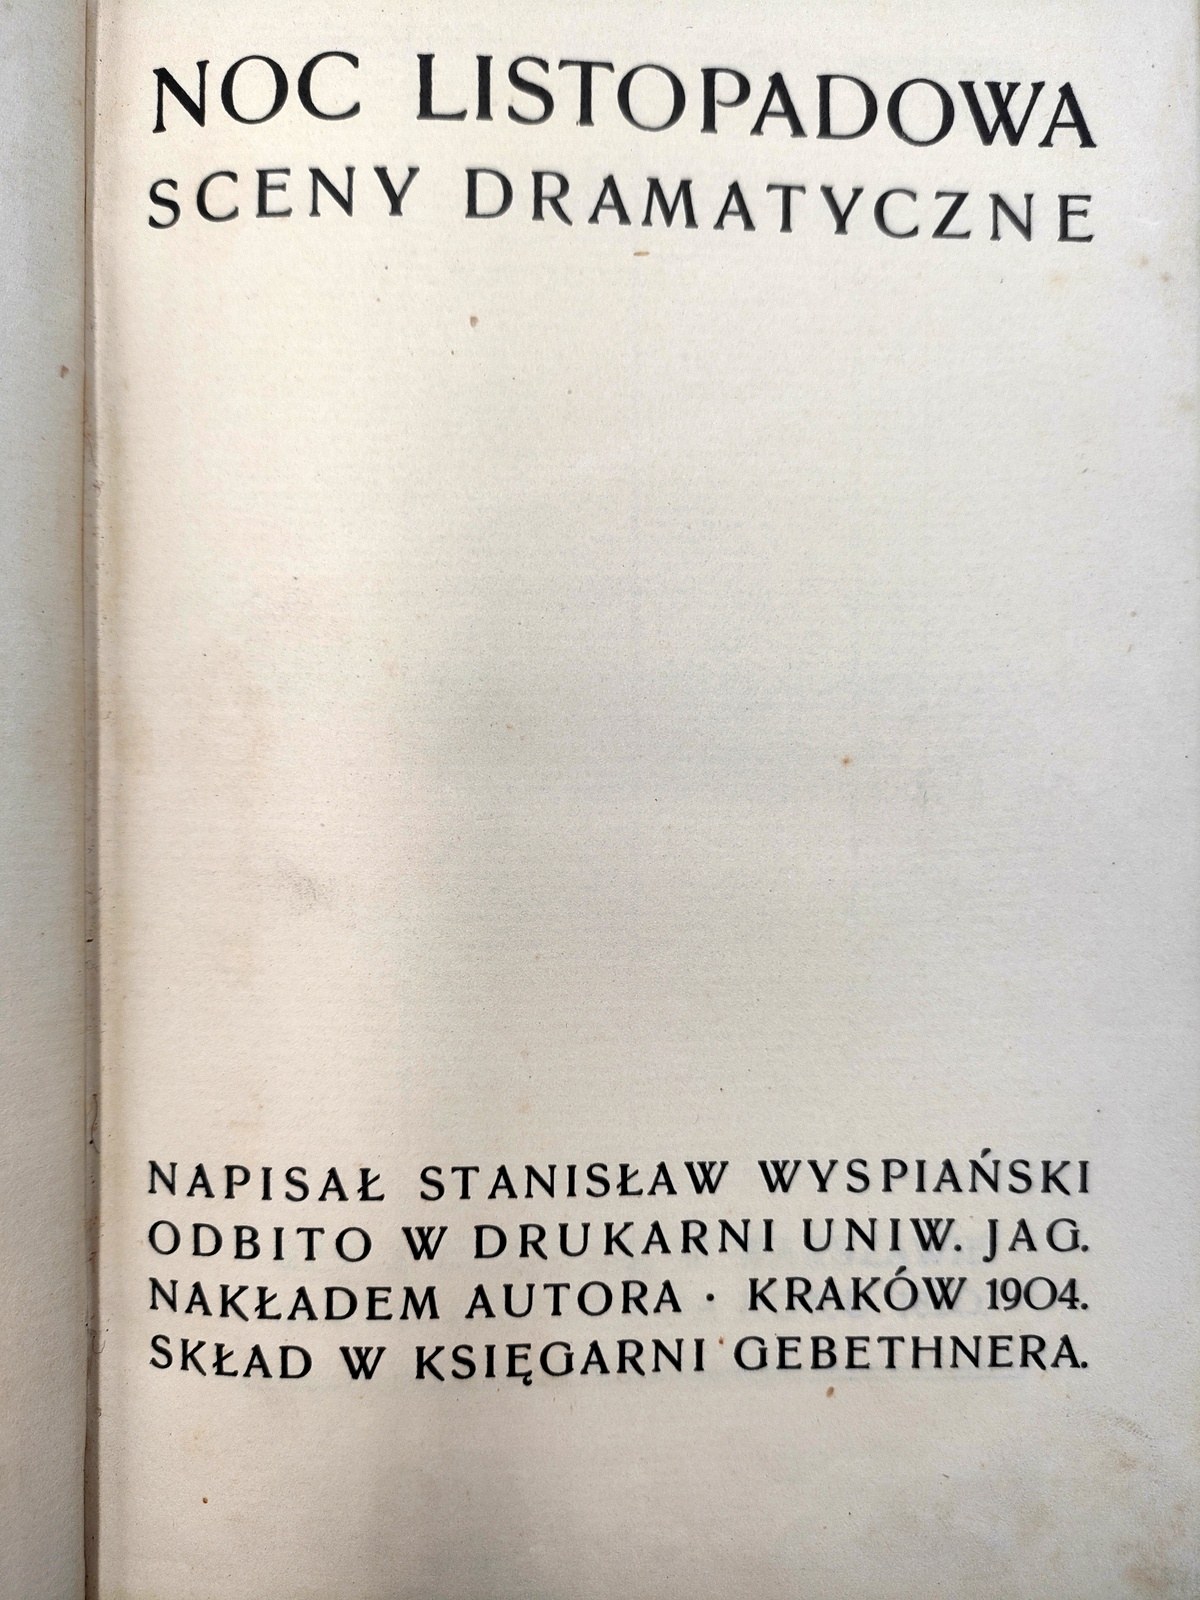 NOC LISTOPADOWA
SCENY DRAMATYCZNE
NAPISAŁ STANISŁAW WYSPIAŃSKI
ODBITO W DRUKARNI UNIW. JAG.
NAKŁADEM AUTORA · KRAKÓW 1904.
SKŁAD W KSIĘGARNI GEBETHNERA.